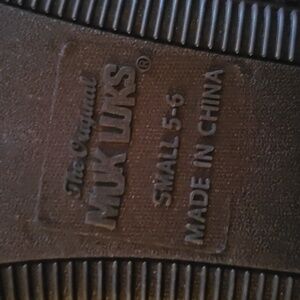 The Original
MUK LUKS®
SMALL 5-6
MADE IN CHINA